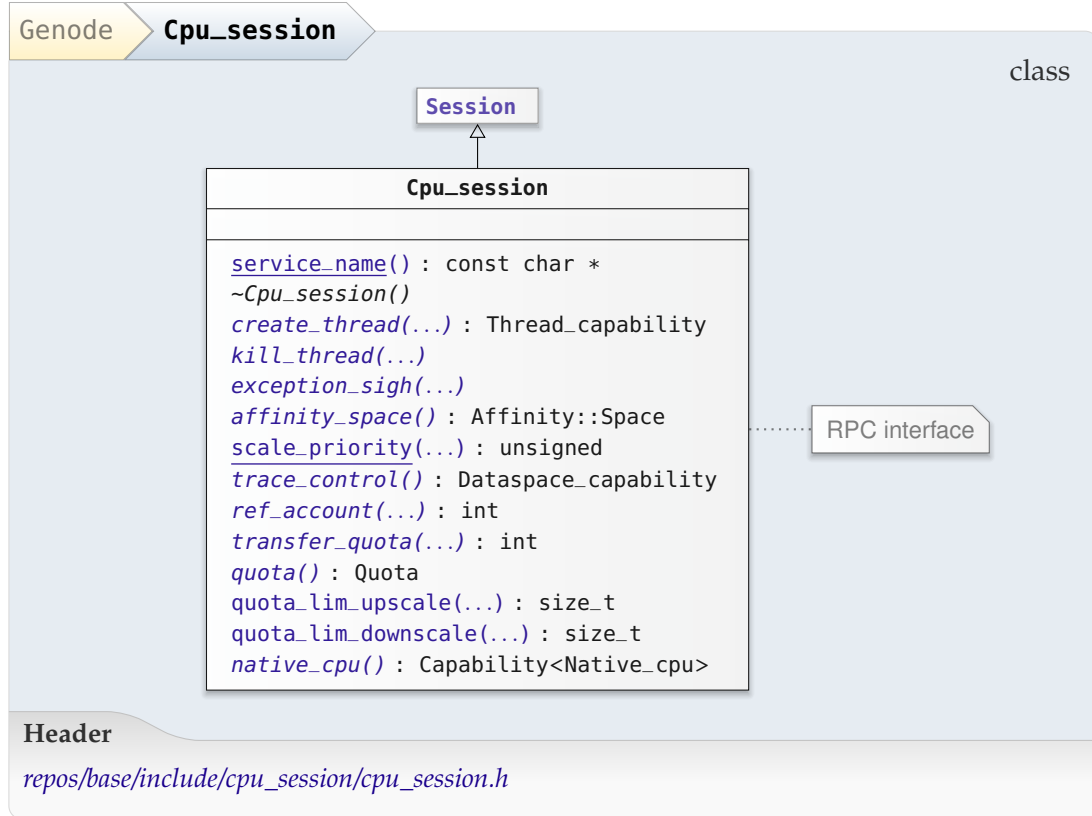 Genode Cpu_session
class
Session
Cpu_session
service_name() : const char *
~Cpu_session()
create_thread(...) : Thread_capability
kill_thread(...)
exception_sigh(...)
affinity_space() : Affinity::Space
scale_priority(...) : unsigned
trace_control() : Dataspace_capability
ref_account(...) : int
transfer_quota(...) : int
quota() : Quota
quota_lim_upscale(...) : size_t
quota_lim_downscale(...) : size_t
native_cpu() : Capability<Native_cpu>
RPC interface
Header
repos/base/include/cpu_session/cpu_session.h